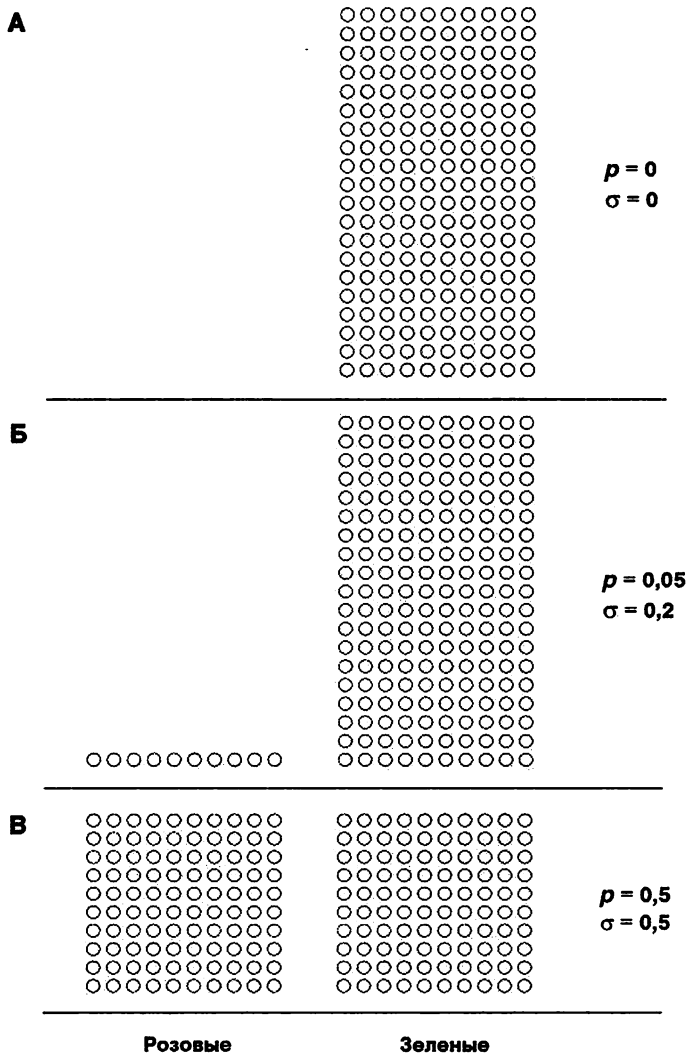 А
p = 0
σ = 0
Б
p = 0,05
σ = 0,2
В
p = 0,5
σ = 0,5
Розовые Зеленые